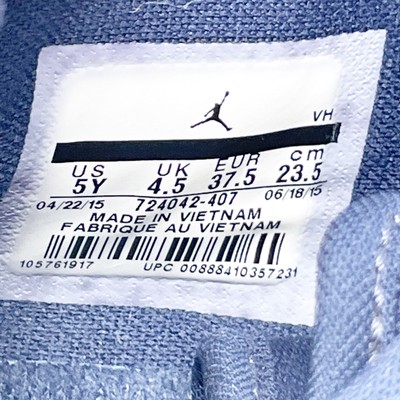 VH
US UK EUR cm
5Y 4.5 37.5 23.5
04/22/15 724042-407 06/18/15
MADE IN VIETNAM
FABRIQUE AU VIETNAM
105761917 UPC 00888410357231